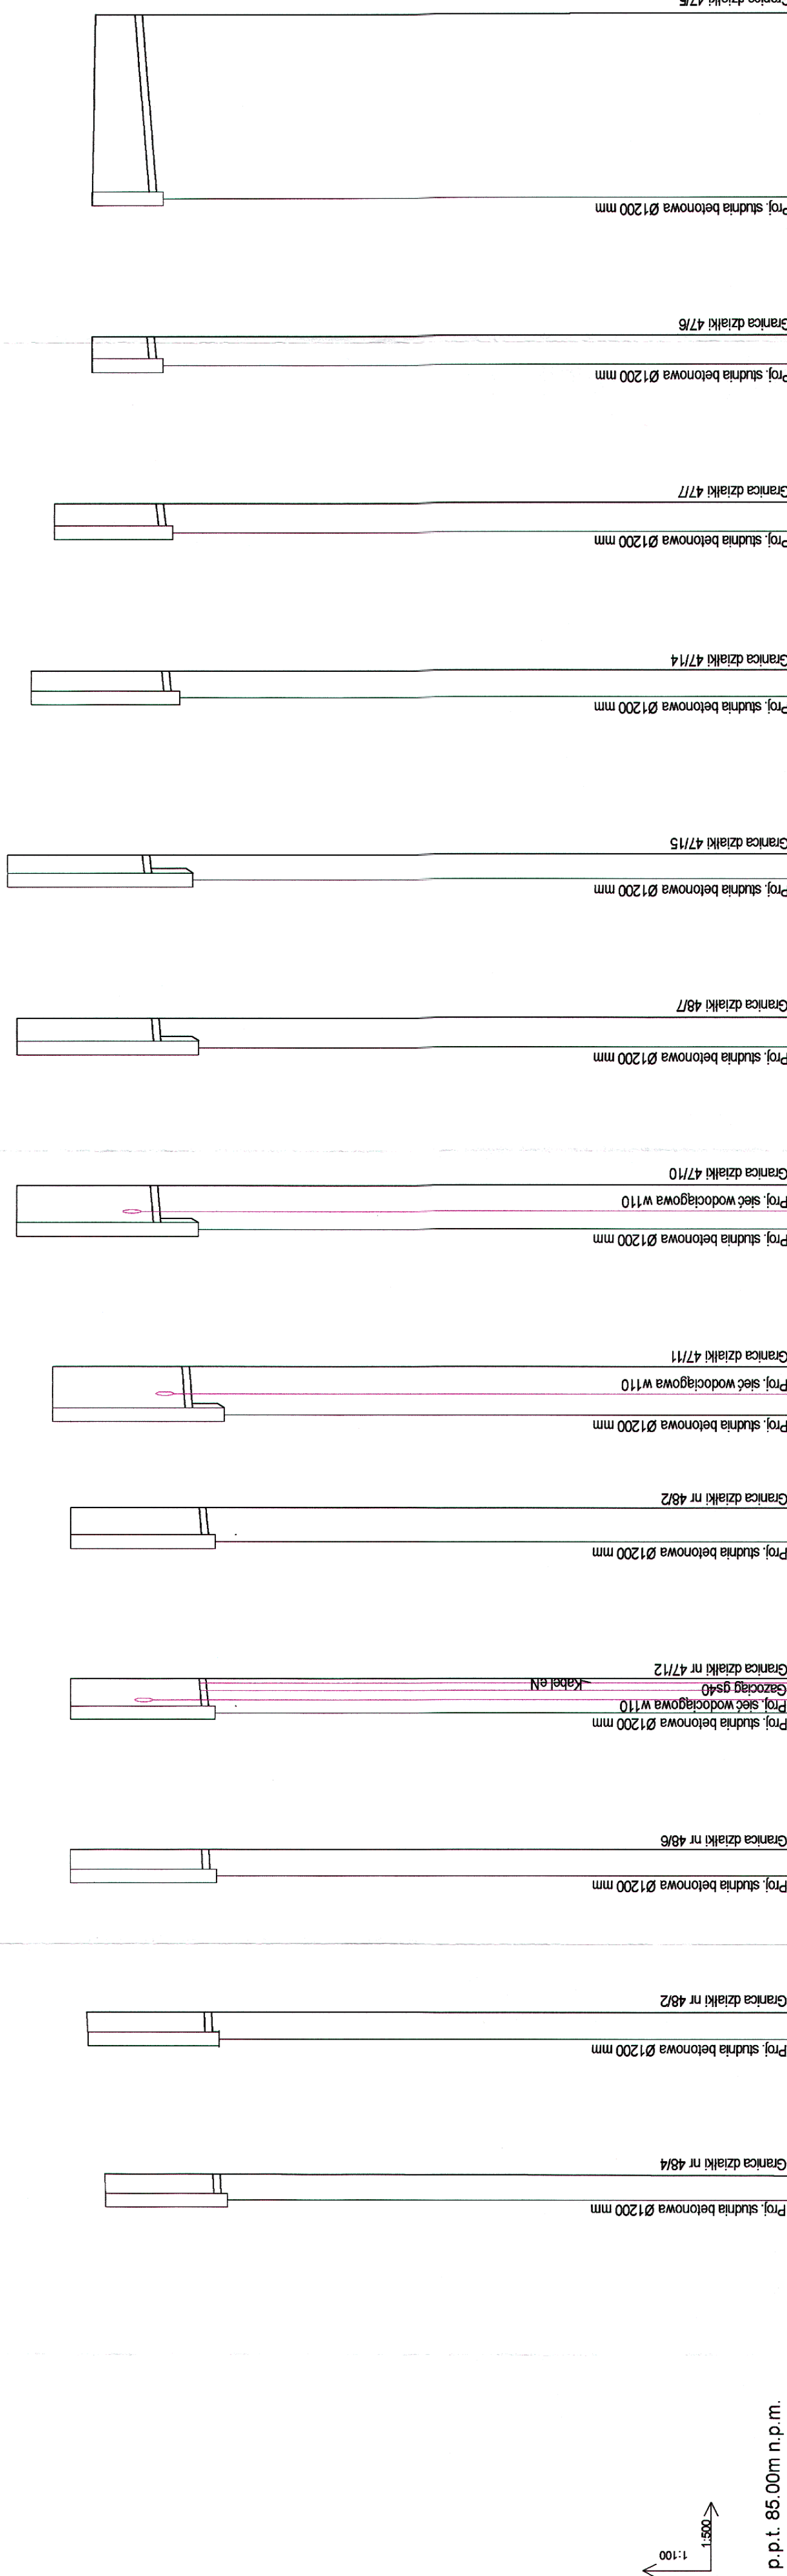 Granica działki 47/5
Proj. studnia betonowa Ø1200 mm
Granica działki 47/6
Proj. studnia betonowa Ø1200 mm
Granica działki 47/7
Proj. studnia betonowa Ø1200 mm
Granica działki 47/14
Proj. studnia betonowa Ø1200 mm
Granica działki 47/15
Proj. studnia betonowa Ø1200 mm
Granica działki 48/7
Proj. studnia betonowa Ø1200 mm
Granica działki 47/10
Proj. sieć wodociągowa w110
Proj. studnia betonowa Ø1200 mm
Granica działki 47/11
Proj. sieć wodociągowa w110
Proj. studnia betonowa Ø1200 mm
Granica działki nr 48/2
Proj. studnia betonowa Ø1200 mm
Granica działki nr 47/12
Kabel eN
Gazociąg gs40
Proj. sieć wodociągowa w110
Proj. studnia betonowa Ø1200 mm
Granica działki nr 48/6
Proj. studnia betonowa Ø1200 mm
Granica działki nr 48/2
Proj. studnia betonowa Ø1200 mm
Granica działki nr 48/4
Proj. studnia betonowa Ø1200 mm
1:100
1:500
p.p.t. 85.00m n.p.m.